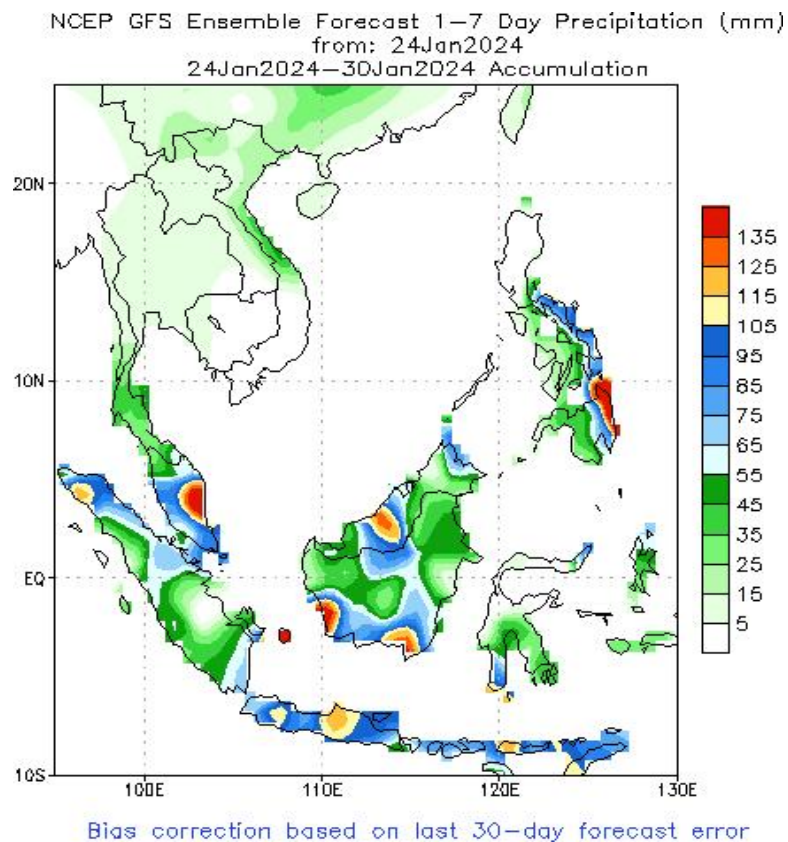 NCEP GFS Ensemble Forecast 1–7 Day Precipitation (mm)
from: 24Jan2024
24Jan2024–30Jan2024 Accumulation
20N
10N
EQ
10S
100E 110E 120E 130E
135
125
115
105
95
85
75
65
55
45
35
25
15
5
Bias correction based on last 30-day forecast error